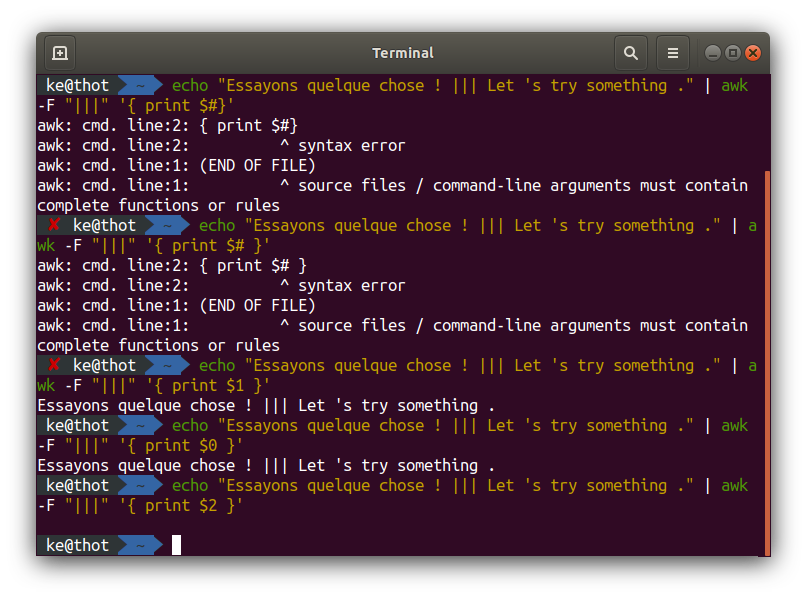 Terminal
ke@thot ~ echo "Essayons quelque chose ! ||| Let 's try something ." | awk
-F "|||" '{ print $#}'
awk: cmd. line:2: { print $#}
awk: cmd. line:2:          ^ syntax error
awk: cmd. line:1: (END OF FILE)
awk: cmd. line:1:          ^ source files / command-line arguments must contain
complete functions or rules
✘ ke@thot ~ echo "Essayons quelque chose ! ||| Let 's try something ." | a
wk -F "|||" '{ print $# }'
awk: cmd. line:2: { print $# }
awk: cmd. line:2:          ^ syntax error
awk: cmd. line:1: (END OF FILE)
awk: cmd. line:1:          ^ source files / command-line arguments must contain
complete functions or rules
✘ ke@thot ~ echo "Essayons quelque chose ! ||| Let 's try something ." | a
wk -F "|||" '{ print $1 }'
Essayons quelque chose ! ||| Let 's try something .
ke@thot ~ echo "Essayons quelque chose ! ||| Let 's try something ." | awk
-F "|||" '{ print $0 }'
Essayons quelque chose ! ||| Let 's try something .
ke@thot ~ echo "Essayons quelque chose ! ||| Let 's try something ." | awk
-F "|||" '{ print $2 }'
ke@thot ~